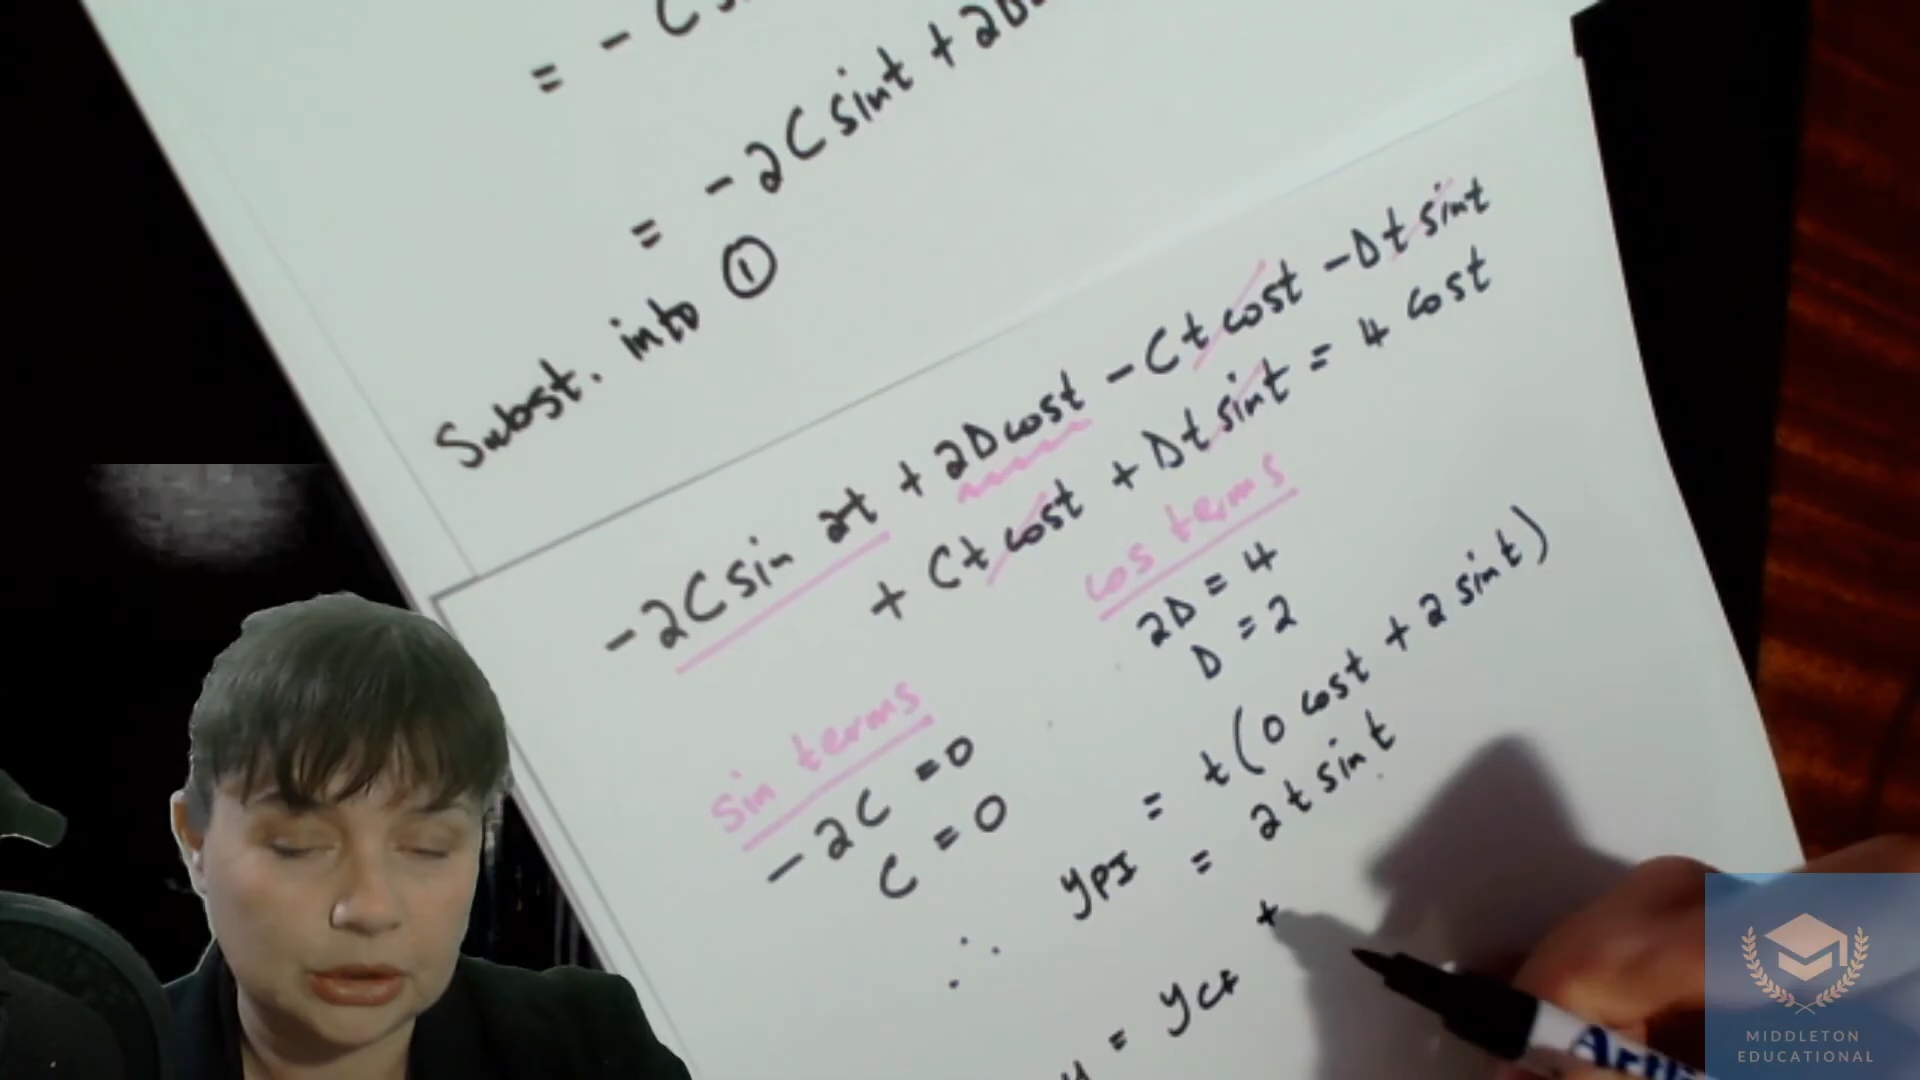 = - C
= -2C sint + 2D
Subst. into ①
-2C sin 2t + 2D cost - Ct cost - Dt sint
+ Ct cost + Dt sint = 4 cost
cos terms
2D = 4
D = 2
sin terms
-2C = 0
C = 0
∴ yPI = t (0 cost + 2 sint)
= 2t sint
y = yCF +
MIDDLETON
EDUCATIONAL